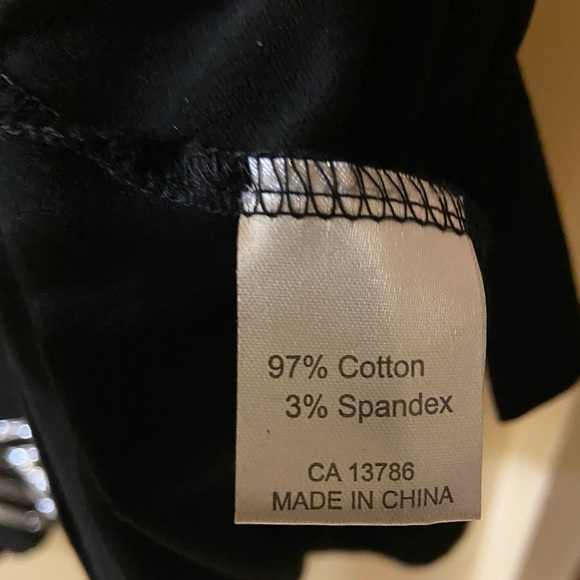 97% Cotton
3% Spandex
CA 13786
MADE IN CHINA